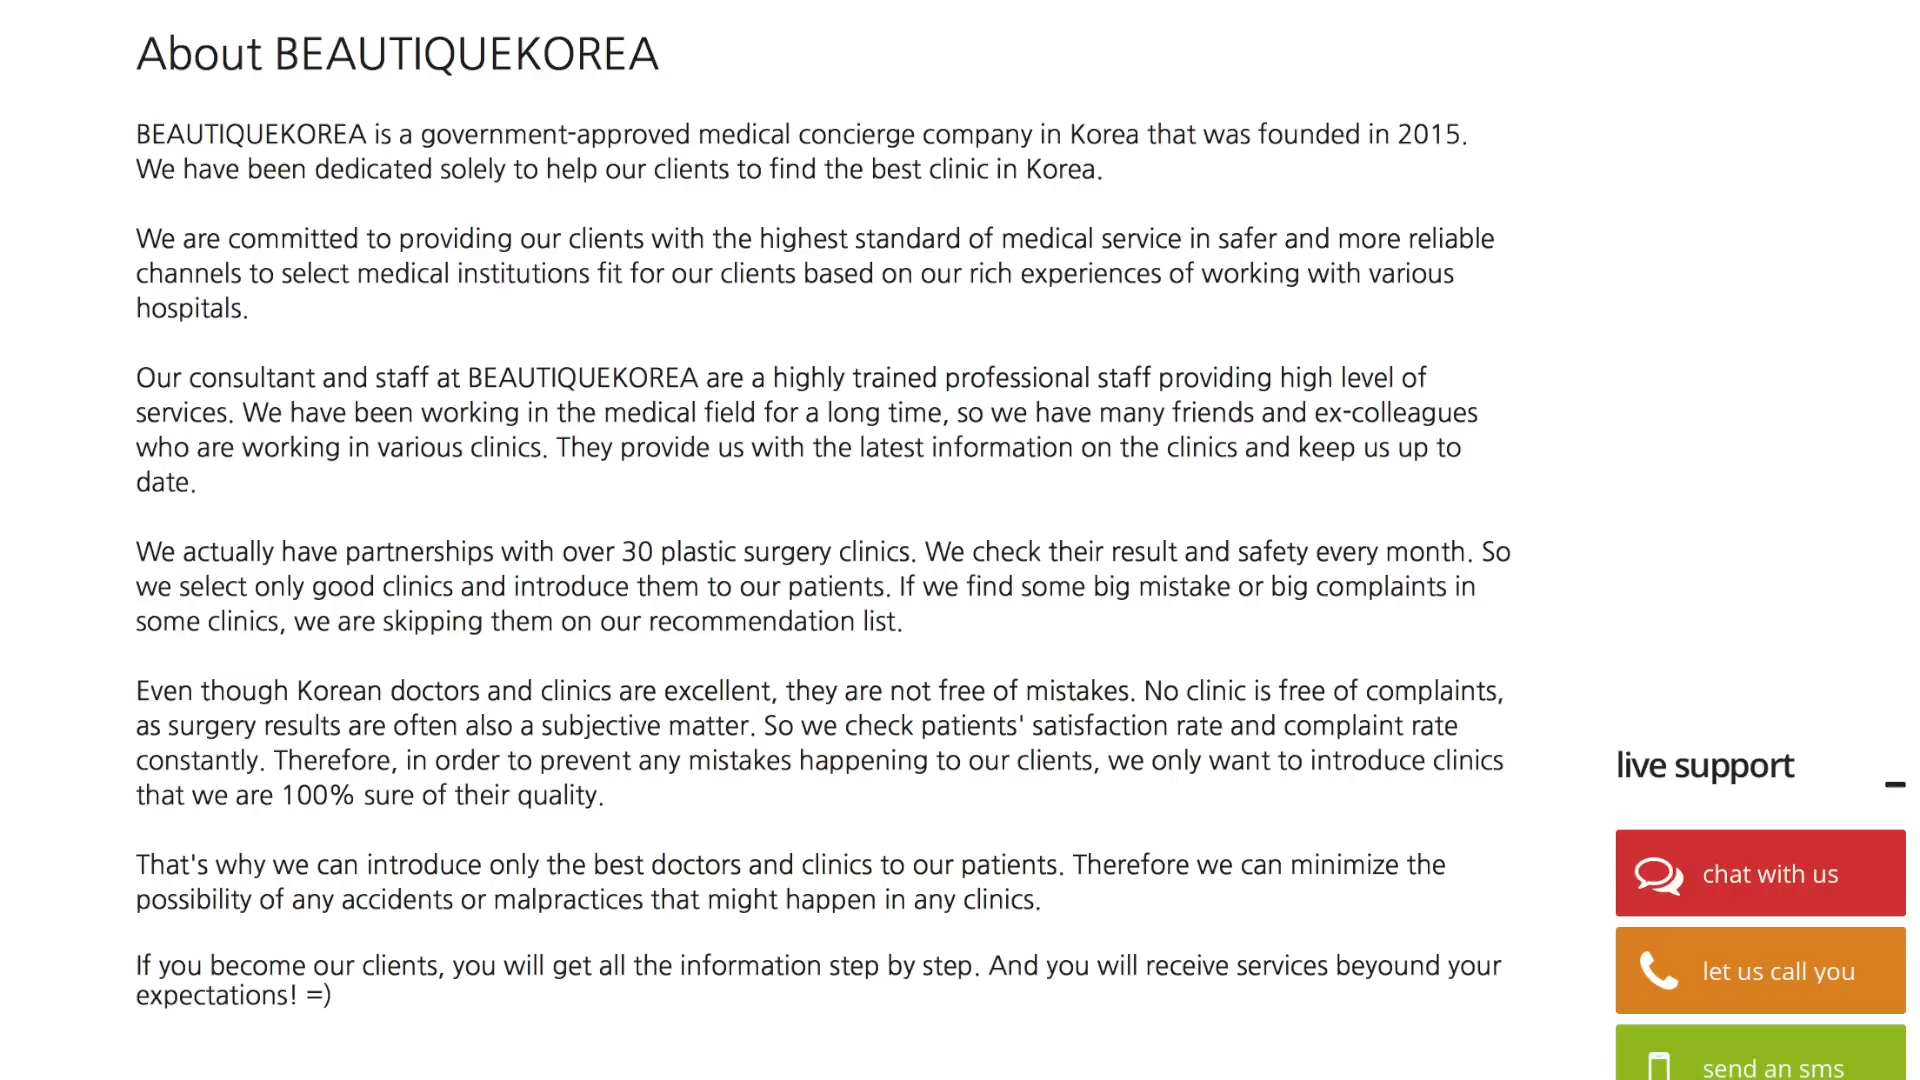 About BEAUTIQUEKOREA
BEAUTIQUEKOREA is a government-approved medical concierge company in Korea that was founded in 2015.
We have been dedicated solely to help our clients to find the best clinic in Korea.
We are committed to providing our clients with the highest standard of medical service in safer and more reliable
channels to select medical institutions fit for our clients based on our rich experiences of working with various
hospitals.
Our consultant and staff at BEAUTIQUEKOREA are a highly trained professional staff providing high level of
services. We have been working in the medical field for a long time, so we have many friends and ex-colleagues
who are working in various clinics. They provide us with the latest information on the clinics and keep us up to
date.
We actually have partnerships with over 30 plastic surgery clinics. We check their result and safety every month. So
we select only good clinics and introduce them to our patients. If we find some big mistake or big complaints in
some clinics, we are skipping them on our recommendation list.
Even though Korean doctors and clinics are excellent, they are not free of mistakes. No clinic is free of complaints,
as surgery results are often also a subjective matter. So we check patients' satisfaction rate and complaint rate
constantly. Therefore, in order to prevent any mistakes happening to our clients, we only want to introduce clinics
that we are 100% sure of their quality.
That's why we can introduce only the best doctors and clinics to our patients. Therefore we can minimize the
possibility of any accidents or malpractices that might happen in any clinics.
If you become our clients, you will get all the information step by step. And you will receive services beyound your
expectations! =)
live support
chat with us
let us call you
send an sms